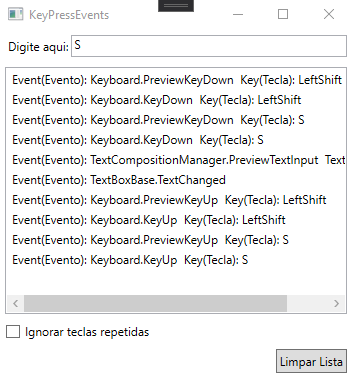 KeyPressEvents
Digite aqui: S
Event(Evento): Keyboard.PreviewKeyDown Key(Tecla): LeftShift
Event(Evento): Keyboard.KeyDown Key(Tecla): LeftShift
Event(Evento): Keyboard.PreviewKeyDown Key(Tecla): S
Event(Evento): Keyboard.KeyDown Key(Tecla): S
Event(Evento): TextCompositionManager.PreviewTextInput Text
Event(Evento): TextBoxBase.TextChanged
Event(Evento): Keyboard.PreviewKeyUp Key(Tecla): LeftShift
Event(Evento): Keyboard.KeyUp Key(Tecla): LeftShift
Event(Evento): Keyboard.PreviewKeyUp Key(Tecla): S
Event(Evento): Keyboard.KeyUp Key(Tecla): S
Ignorar teclas repetidas
Limpar Lista